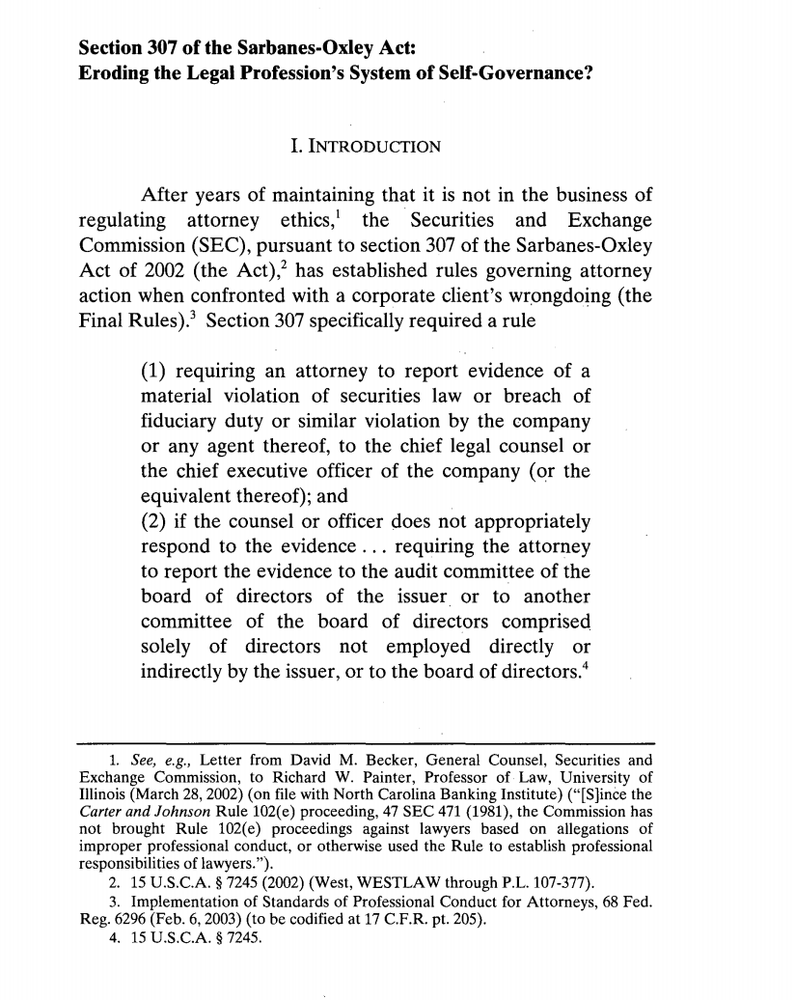 Section 307 of the Sarbanes-Oxley Act:
Eroding the Legal Profession's System of Self-Governance?
I. INTRODUCTION
After years of maintaining that it is not in the business of
regulating attorney ethics,¹ the Securities and Exchange
Commission (SEC), pursuant to section 307 of the Sarbanes-Oxley
Act of 2002 (the Act),² has established rules governing attorney
action when confronted with a corporate client's wrongdoing (the
Final Rules).³ Section 307 specifically required a rule
(1) requiring an attorney to report evidence of a
material violation of securities law or breach of
fiduciary duty or similar violation by the company
or any agent thereof, to the chief legal counsel or
the chief executive officer of the company (or the
equivalent thereof); and
(2) if the counsel or officer does not appropriately
respond to the evidence . . . requiring the attorney
to report the evidence to the audit committee of the
board of directors of the issuer or to another
committee of the board of directors comprised
solely of directors not employed directly or
indirectly by the issuer, or to the board of directors.⁴
1. See, e.g., Letter from David M. Becker, General Counsel, Securities and
Exchange Commission, to Richard W. Painter, Professor of Law, University of
Illinois (March 28, 2002) (on file with North Carolina Banking Institute) ("[S]ince the
Carter and Johnson Rule 102(e) proceeding, 47 SEC 471 (1981), the Commission has
not brought Rule 102(e) proceedings against lawyers based on allegations of
improper professional conduct, or otherwise used the Rule to establish professional
responsibilities of lawyers.").
2. 15 U.S.C.A. § 7245 (2002) (West, WESTLAW through P.L. 107-377).
3. Implementation of Standards of Professional Conduct for Attorneys, 68 Fed.
Reg. 6296 (Feb. 6, 2003) (to be codified at 17 C.F.R. pt. 205).
4. 15 U.S.C.A. § 7245.